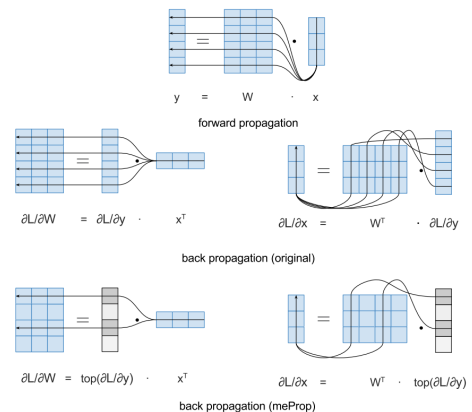 y = W · x
forward propagation
∂L/∂W = ∂L/∂y · xᵀ
∂L/∂x = Wᵀ · ∂L/∂y
back propagation (original)
∂L/∂W = top(∂L/∂y) · xᵀ
∂L/∂x = Wᵀ · top(∂L/∂y)
back propagation (meProp)